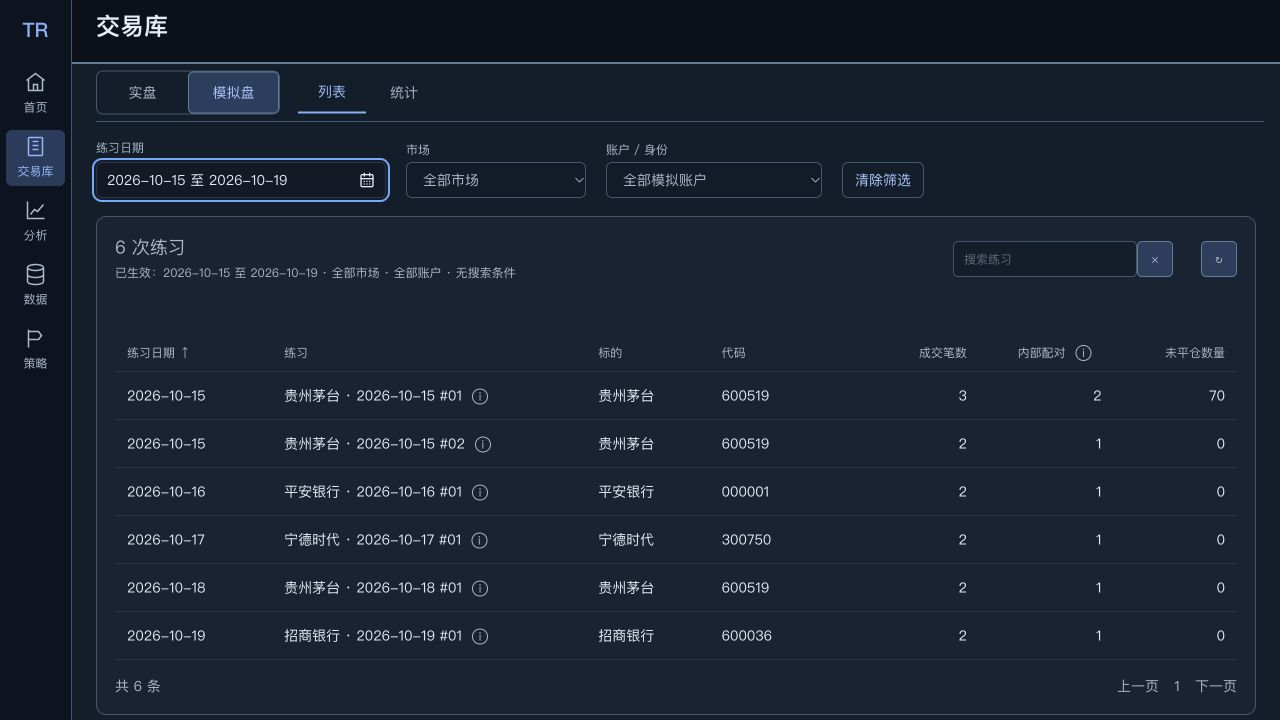 TR
首页
交易库
分析
数据
策略
交易库
实盘 模拟盘 列表 统计
练习日期 市场 账户 / 身份
2026-10-15 至 2026-10-19 全部市场 全部模拟账户 清除筛选
6 次练习
已生效: 2026-10-15 至 2026-10-19 · 全部市场 · 全部账户 · 无搜索条件
搜索练习 × ↻
练习日期 ↑ 练习 标的 代码 成交笔数 内部配对 ⓘ 未平仓数量
2026-10-15 贵州茅台 · 2026-10-15 #01 ⓘ 贵州茅台 600519 3 2 70
2026-10-15 贵州茅台 · 2026-10-15 #02 ⓘ 贵州茅台 600519 2 1 0
2026-10-16 平安银行 · 2026-10-16 #01 ⓘ 平安银行 000001 2 1 0
2026-10-17 宁德时代 · 2026-10-17 #01 ⓘ 宁德时代 300750 2 1 0
2026-10-18 贵州茅台 · 2026-10-18 #01 ⓘ 贵州茅台 600519 2 1 0
2026-10-19 招商银行 · 2026-10-19 #01 ⓘ 招商银行 600036 2 1 0
共 6 条 上一页 1 下一页